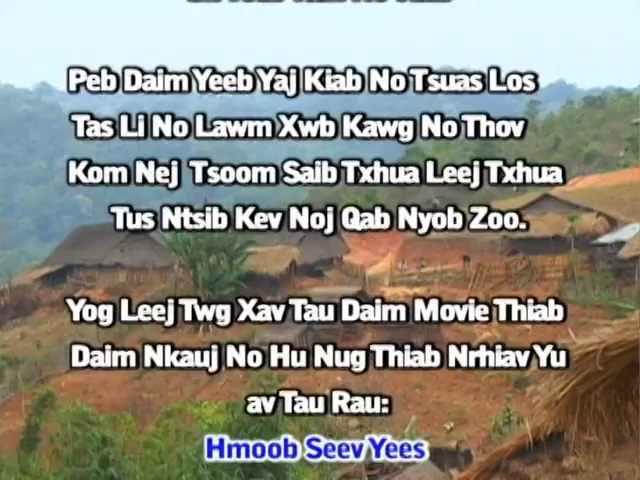 Peb Daim Yeeb Yaj Kiab No Tsuas Los
Tas Li No Lawm Xwb Kawg No Thov
Kom Nej Tsoom Saib Txhua Leej Txhua
Tus Ntsib Kev Noj Qab Nyob Zoo.
Yog Leej Twg Xav Tau Daim Movie Thiab
Daim Nkauj No Hu Nug Thiab Nrhiav Yu
av Tau Rau:
Hmoob Seev Yees